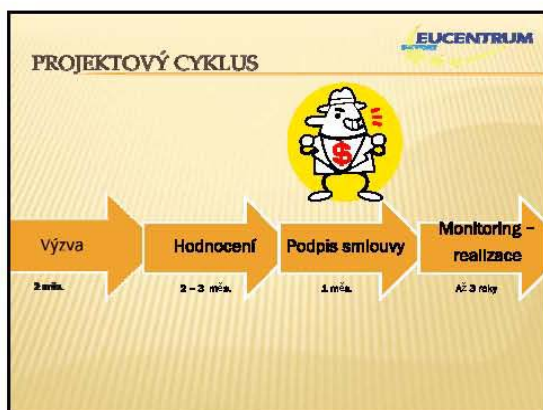 EUCENTRUM
PROJEKTOVÝ CYKLUS
$
Výzva
Hodnocení
Podpis smlouvy
Monitoring –
realizace
2 měs.
2 – 3 měs.
1 měs.
Až 3 roky